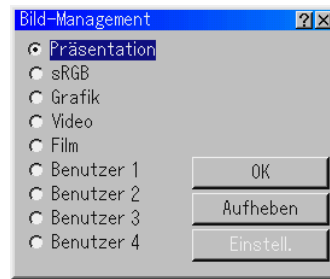 Bild-Management
Präsentation
sRGB
Grafik
Video
Film
Benutzer 1
Benutzer 2
Benutzer 3
Benutzer 4
OK
Aufheben
Einstell.